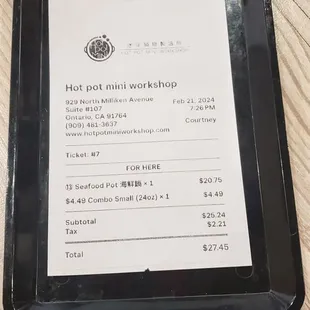 Hot pot mini workshop
929 North Milliken Avenue
Suite #107
Ontario, CA 91764
(909) 481-3637
www.hotpotminiworkshop.com
Feb 21, 2024
7:26 PM
Courtney
Ticket: #7
FOR HERE
⑬ Seafood Pot 海鮮鍋 × 1 $20.75
$4.49 Combo Small (24oz) × 1 $4.49
Subtotal $25.24
Tax $2.21
Total $27.45